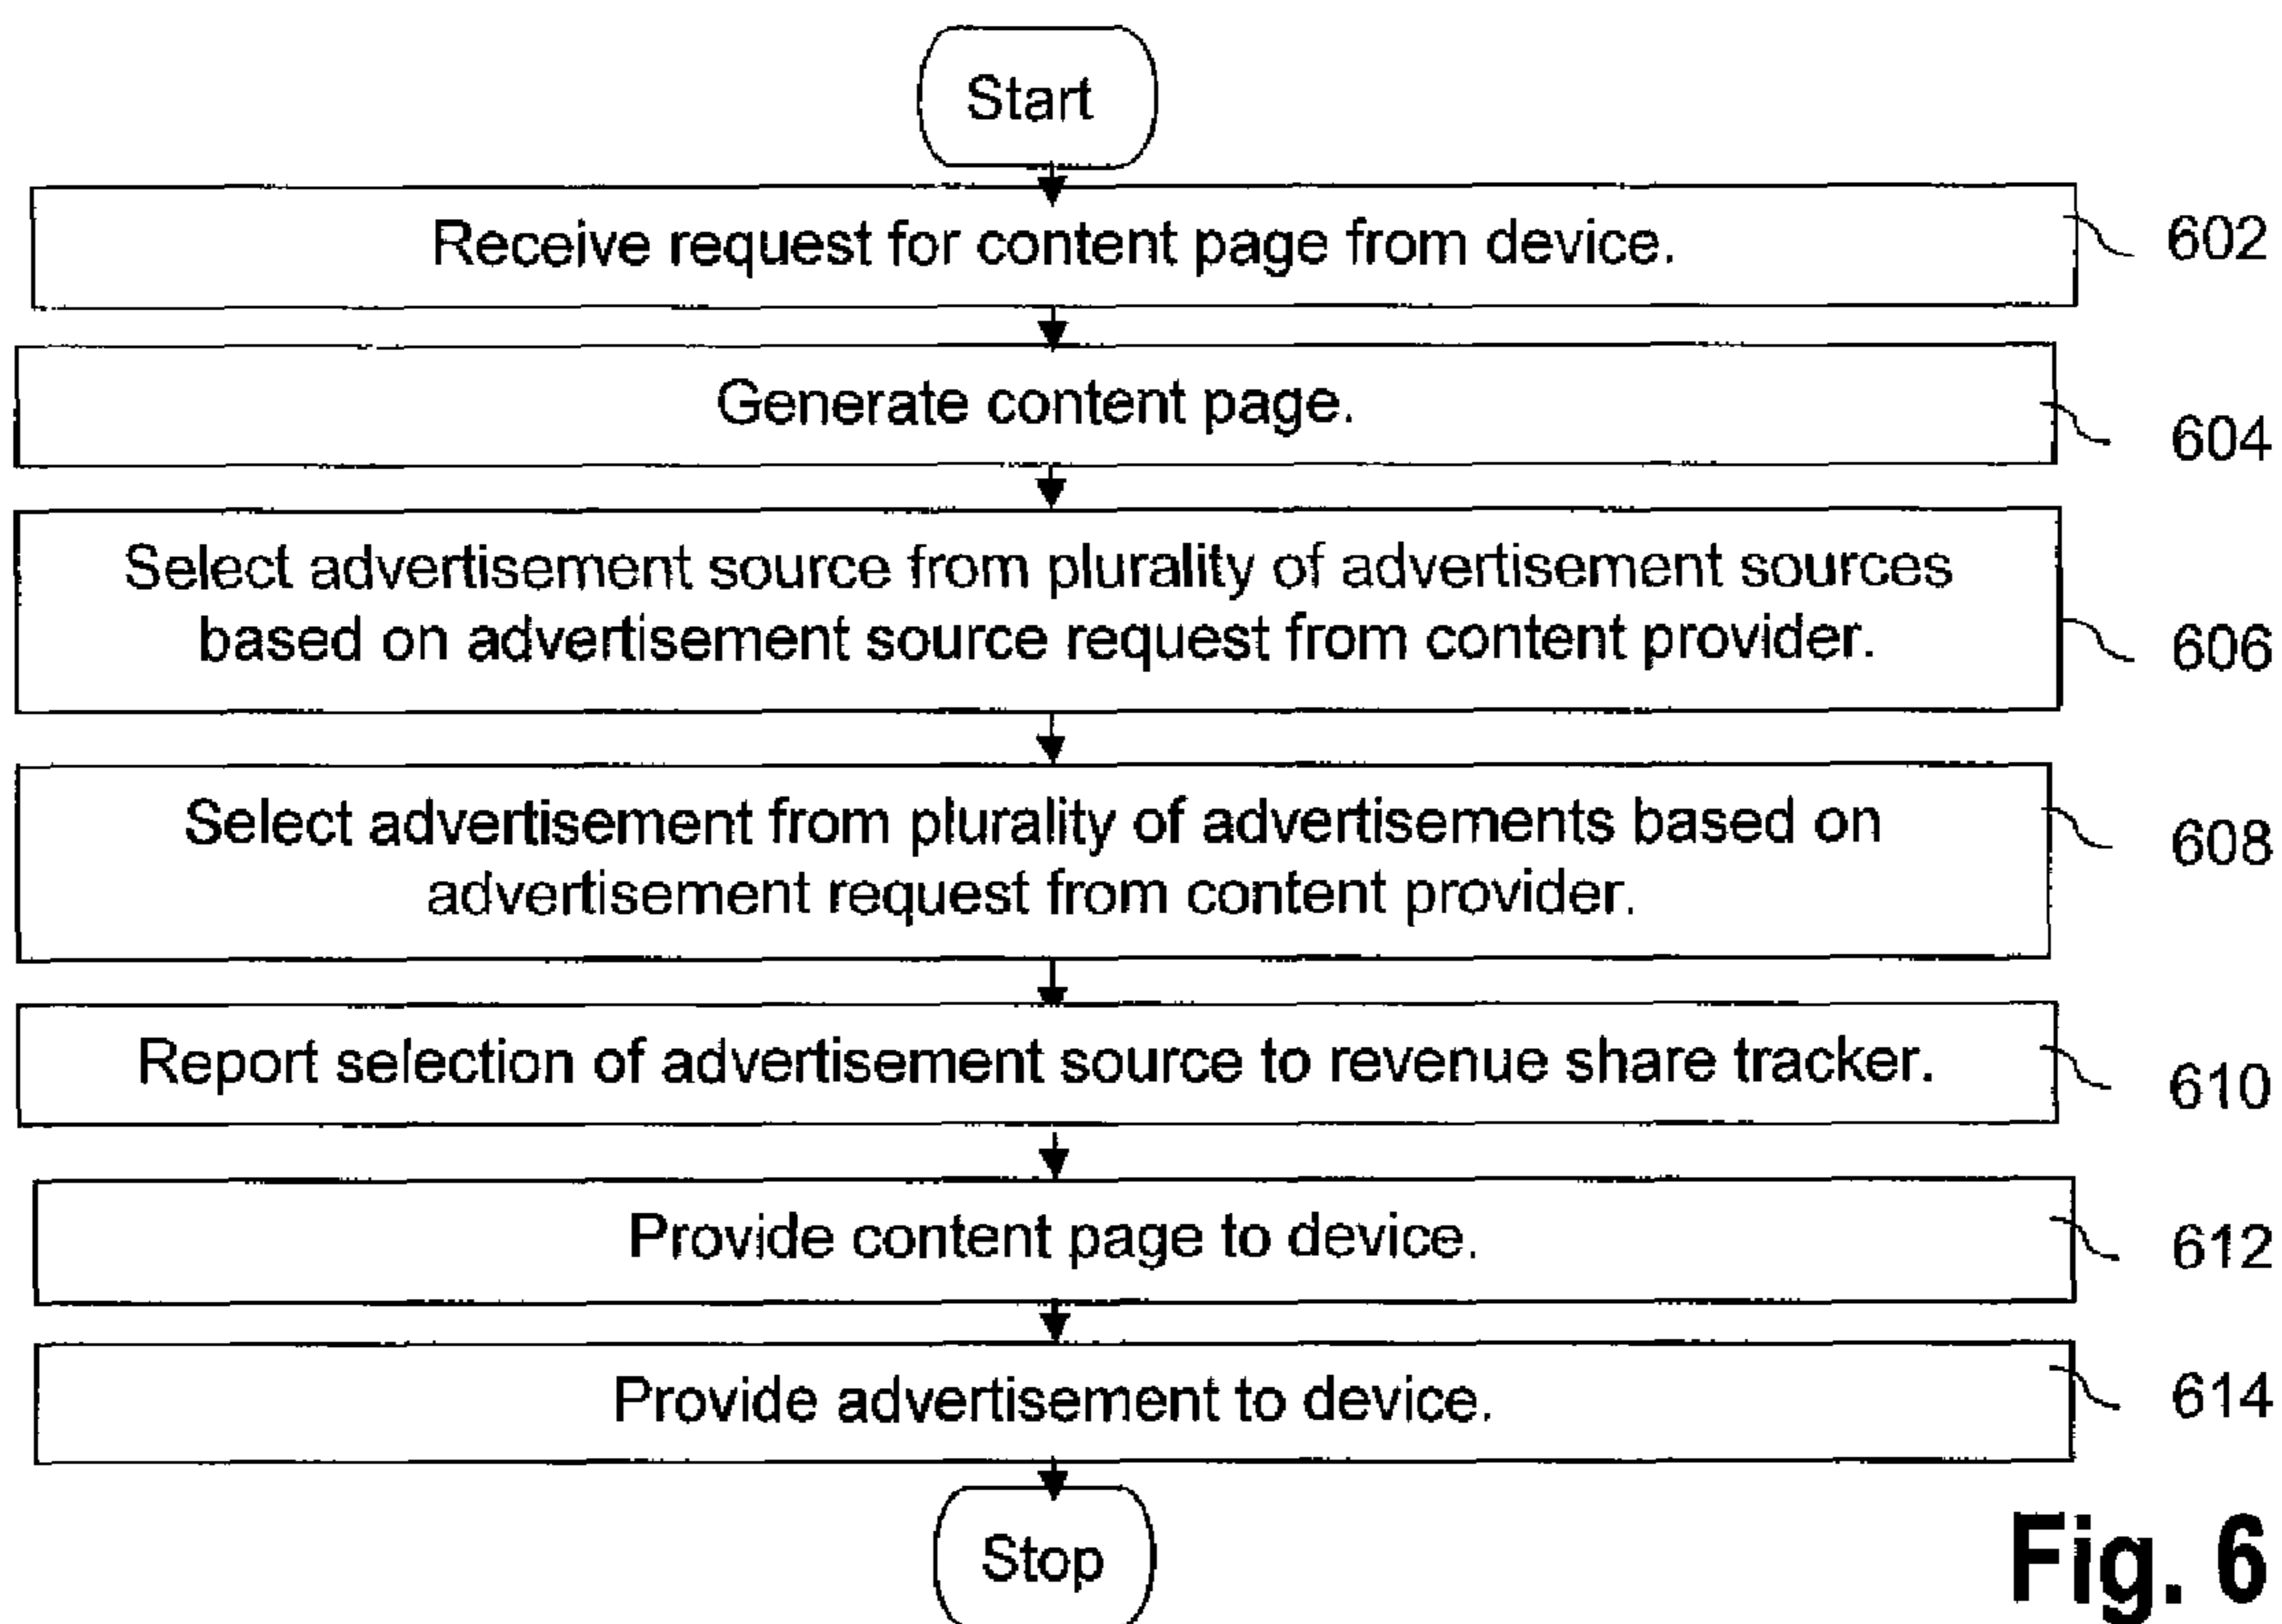 Start
Receive request for content page from device.
602
Generate content page.
604
Select advertisement source from plurality of advertisement sources
based on advertisement source request from content provider.
606
Select advertisement from plurality of advertisements based on
advertisement request from content provider.
608
Report selection of advertisement source to revenue share tracker.
610
Provide content page to device.
612
Provide advertisement to device.
614
Stop
Fig. 6